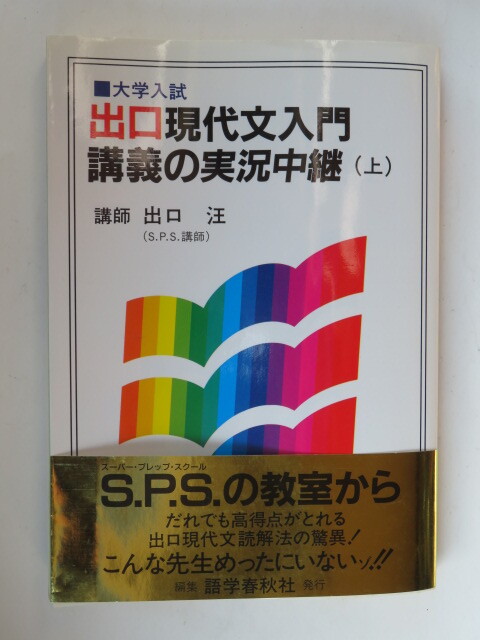 ■大学入試
出口現代文入門
講義の実況中継(上)
講師 出口 汪
(S.P.S.講師)
スーパー・プレップ・スクール
S.P.S.の教室から
だれでも高得点がとれる
出口現代文読解法の驚異!
こんな先生めったにいないッ!!
編集 語学春秋社 発行